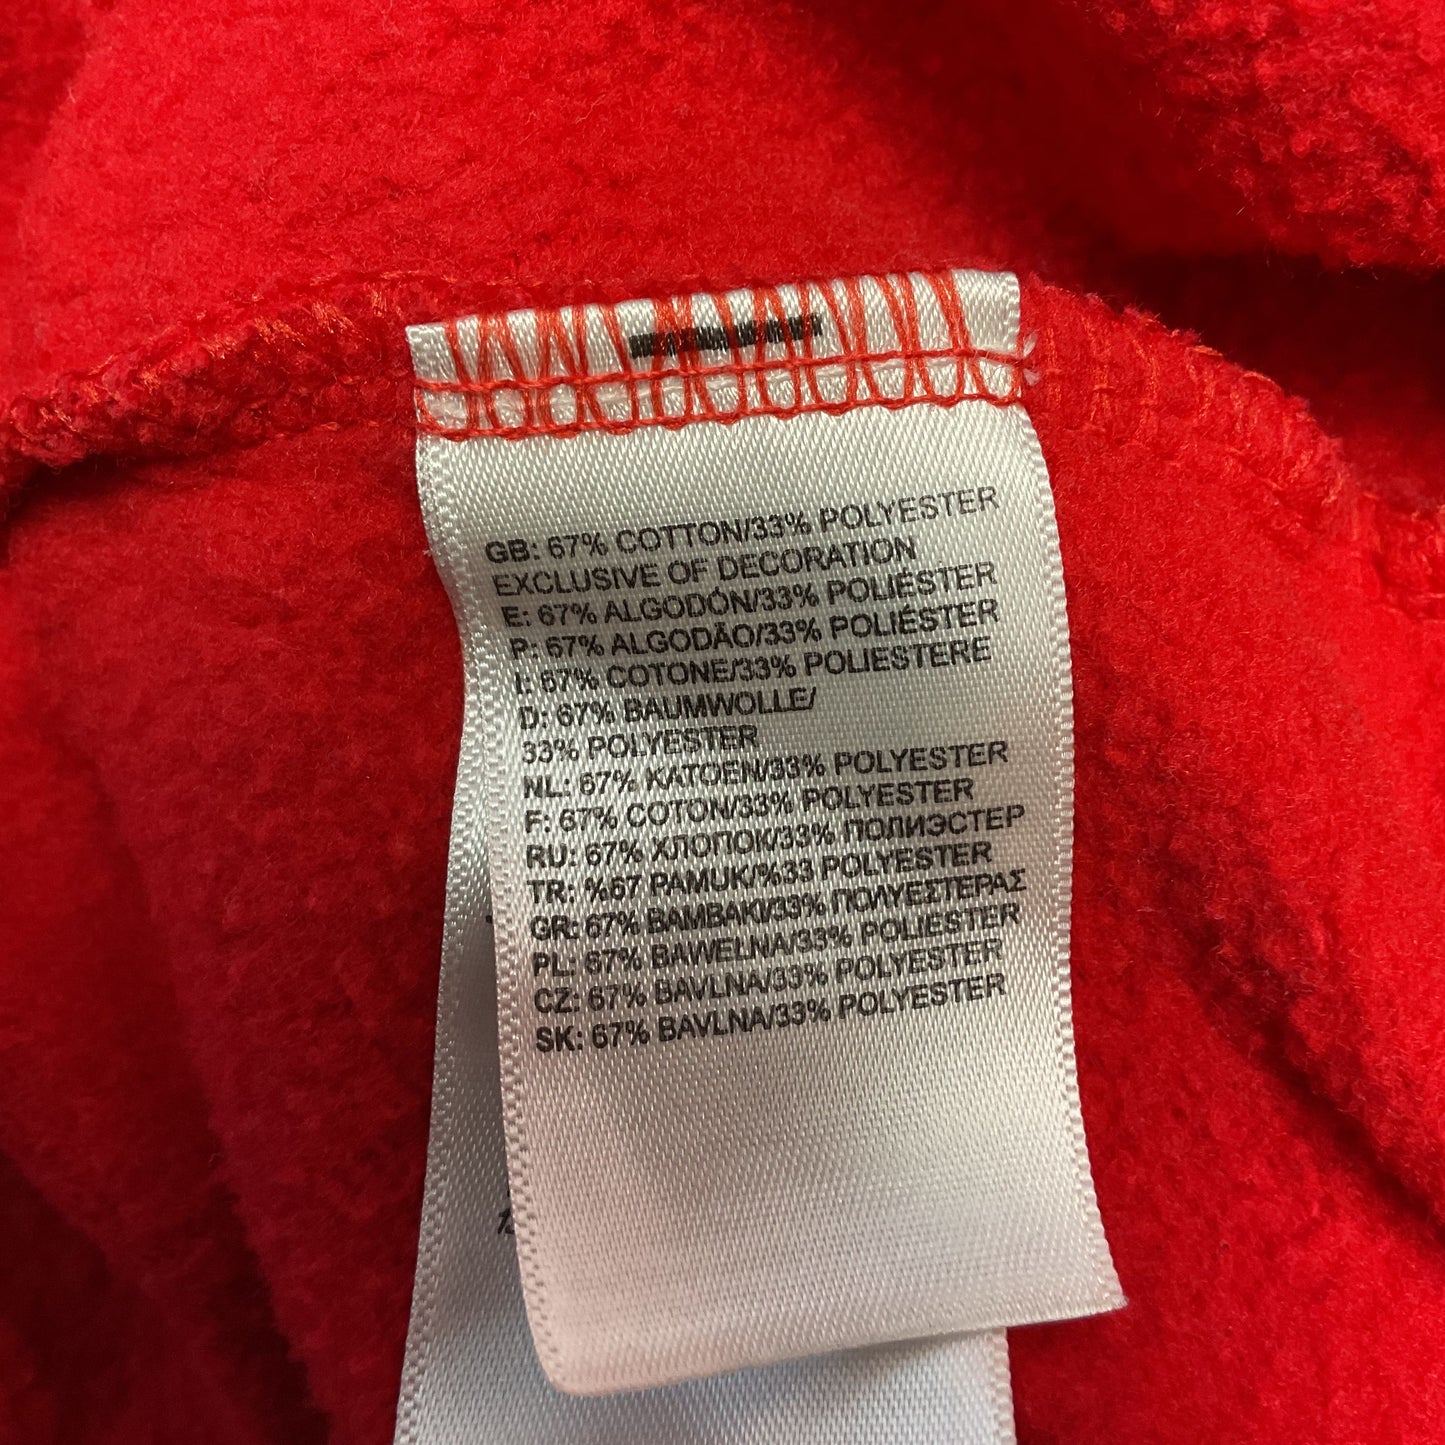 GB: 67% COTTON/33% POLYESTER
EXCLUSIVE OF DECORATION
E: 67% ALGODÓN/33% POLIÉSTER
P: 67% ALGODÃO/33% POLIÉSTER
I: 67% COTONE/33% POLIESTERE
D: 67% BAUMWOLLE/
33% POLYESTER
NL: 67% KATOEN/33% POLYESTER
F: 67% COTON/33% POLYESTER
RU: 67% ХЛОПОК/33% ПОЛИЭСТЕР
TR: %67 PAMUK/%33 POLYESTER
GR: 67% ΒΑΜΒΑΚΙ/33% ΠΟΛΥΕΣΤΕΡΑΣ
PL: 67% BAWEŁNA/33% POLIESTER
CZ: 67% BAVLNA/33% POLYESTER
SK: 67% BAVLNA/33% POLYESTER